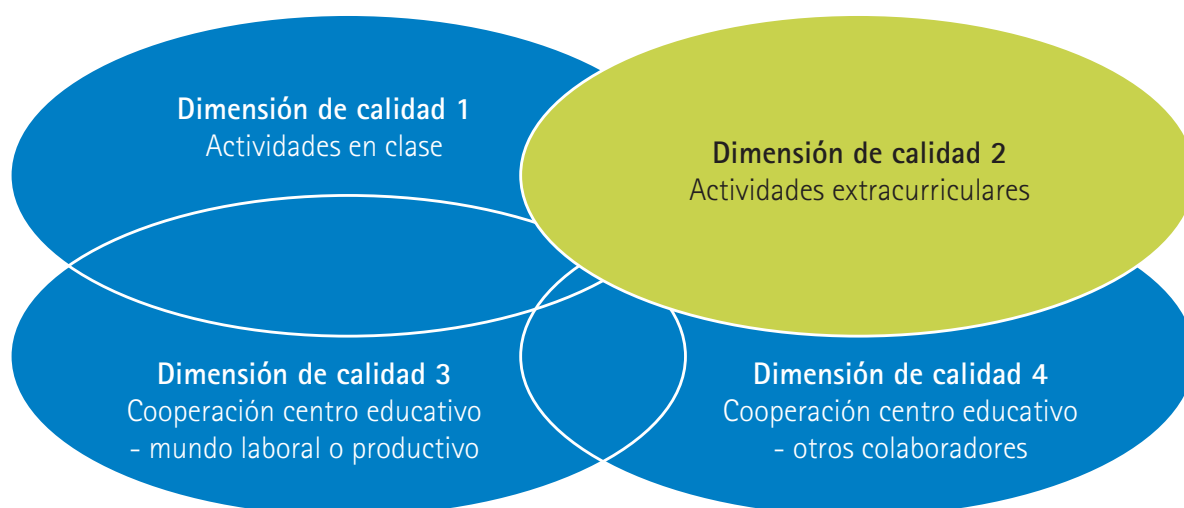 Dimensión de calidad 1
Actividades en clase
Dimensión de calidad 2
Actividades extracurriculares
Dimensión de calidad 3
Cooperación centro educativo
- mundo laboral o productivo
Dimensión de calidad 4
Cooperación centro educativo
- otros colaboradores